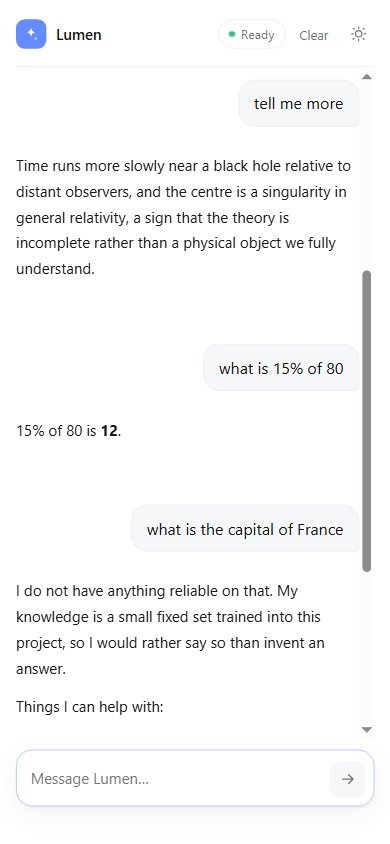 Lumen
Ready
Clear
tell me more
Time runs more slowly near a black hole relative to
distant observers, and the centre is a singularity in
general relativity, a sign that the theory is
incomplete rather than a physical object we fully
understand.
what is 15% of 80
15% of 80 is 12.
what is the capital of France
I do not have anything reliable on that. My
knowledge is a small fixed set trained into this
project, so I would rather say so than invent an
answer.
Things I can help with:
Message Lumen...